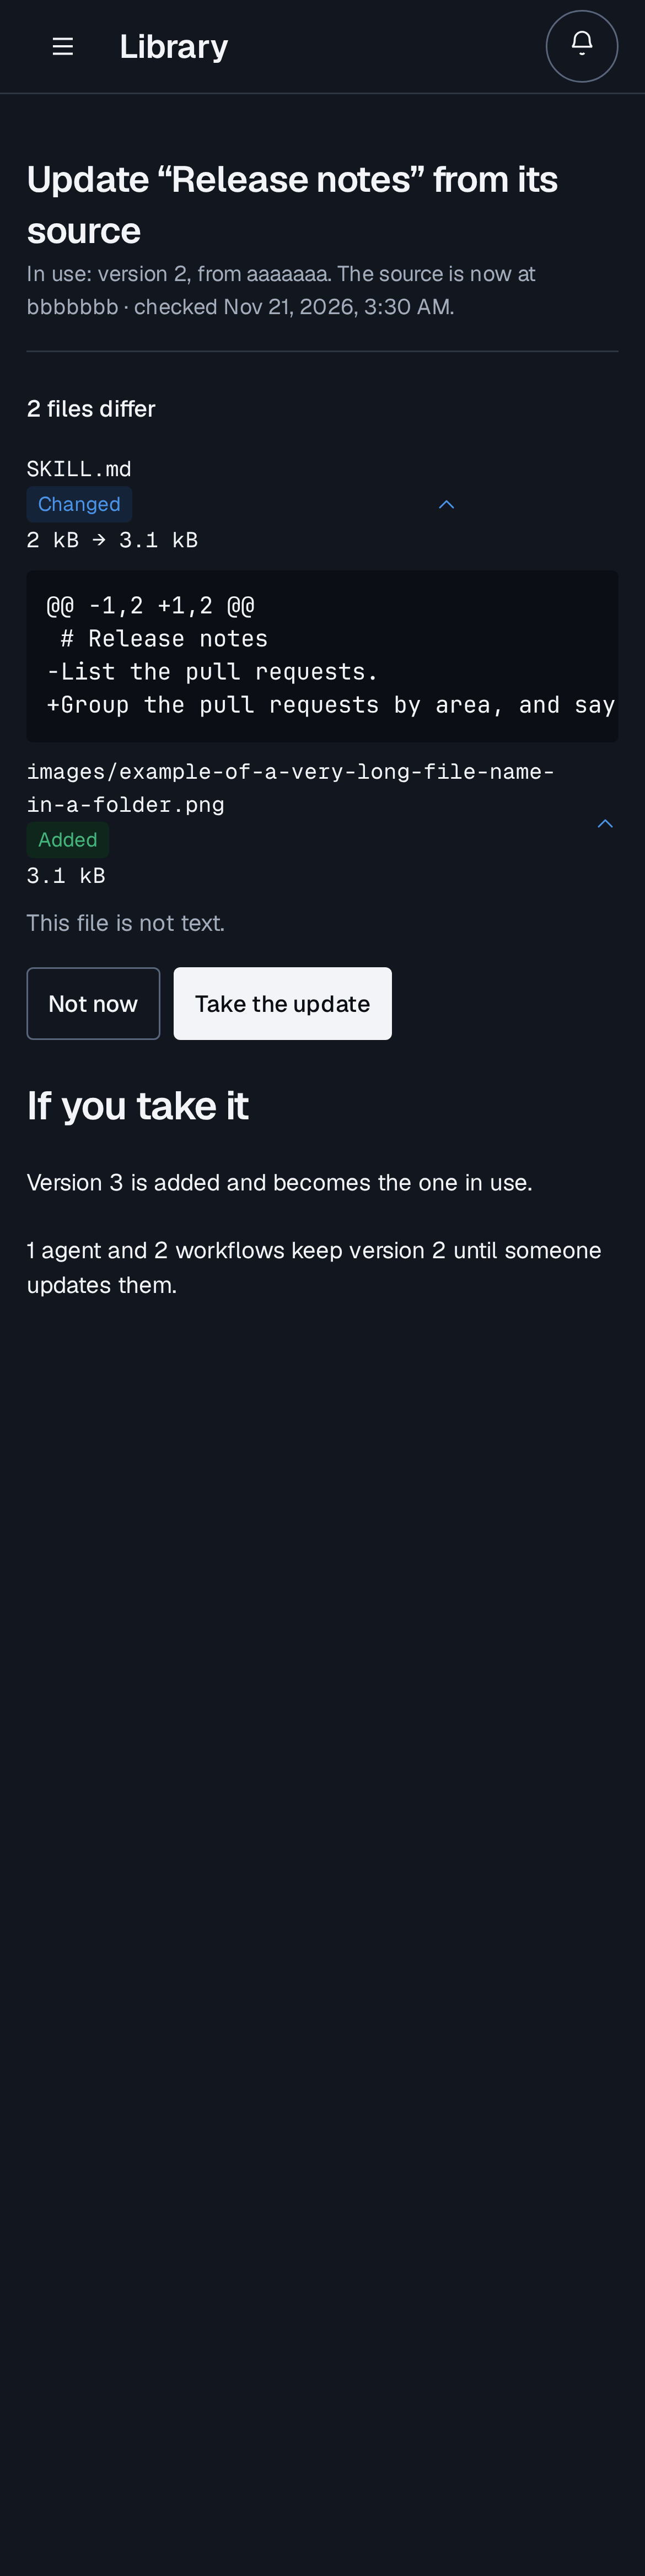 Library
Update “Release notes” from its
source
In use: version 2, from aaaaaaa. The source is now at
bbbbbbb · checked Nov 21, 2026, 3:30 AM.
2 files differ
SKILL.md
Changed
2 kB → 3.1 kB
@@ -1,2 +1,2 @@
 # Release notes
-List the pull requests.
+Group the pull requests by area, and say
images/example-of-a-very-long-file-name-
in-a-folder.png
Added
3.1 kB
This file is not text.
Not now
Take the update
If you take it
Version 3 is added and becomes the one in use.
1 agent and 2 workflows keep version 2 until someone
updates them.